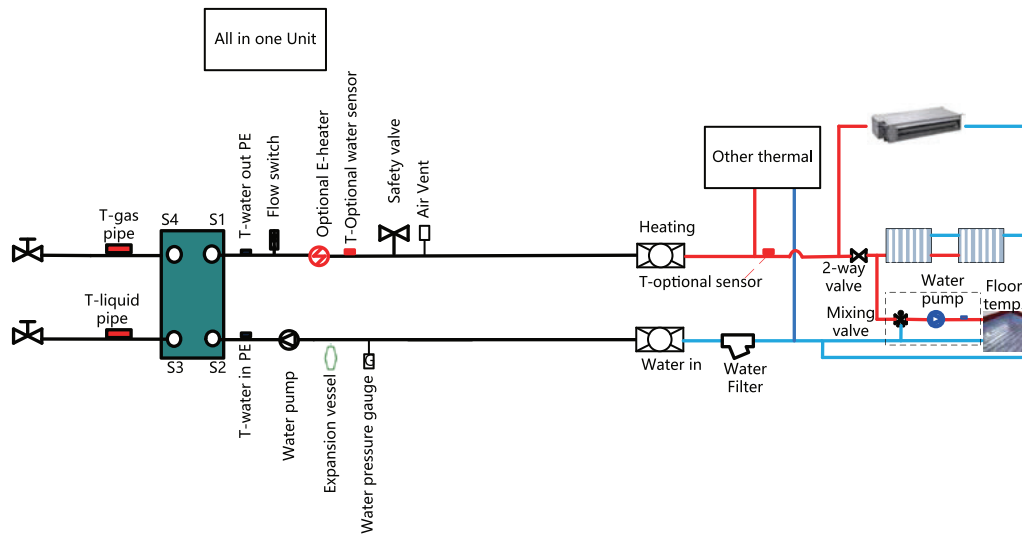 All in one Unit
T-water out PE
Flow switch
Optional E-heater
T-Optional water sensor
Safety valve
Air Vent
Other thermal
T-gas
pipe
S4
S1
Heating
T-optional sensor
2-way
valve
T-liquid
pipe
Water
pump
Floor
temp
Mixing
valve
S3
S2
T-water in PE
Water pump
Expansion vessel
Water pressure gauge
G
Water in
Water
Filter